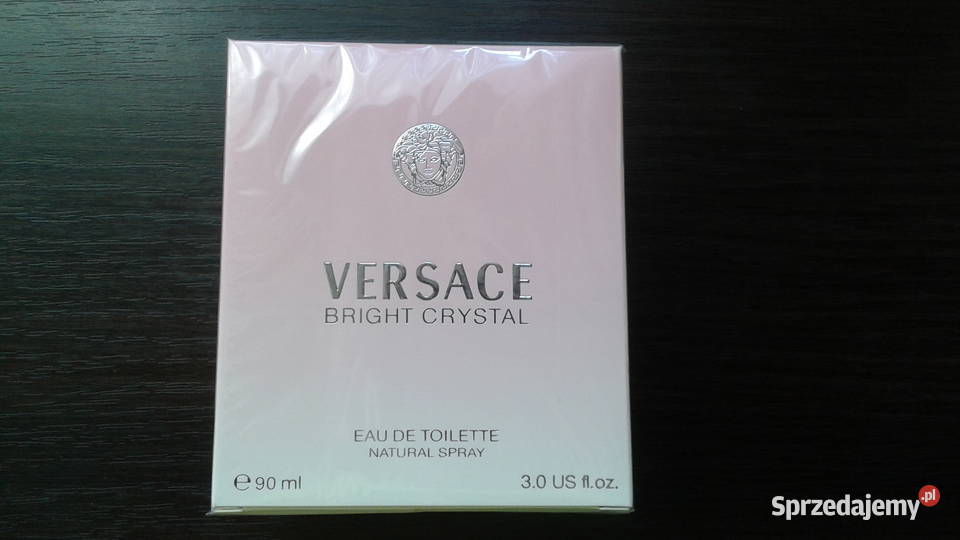 VERSACE
BRIGHT CRYSTAL
EAU DE TOILETTE
NATURAL SPRAY
℮ 90 ml 3.0 US fl.oz.
Sprzedajemy.pl